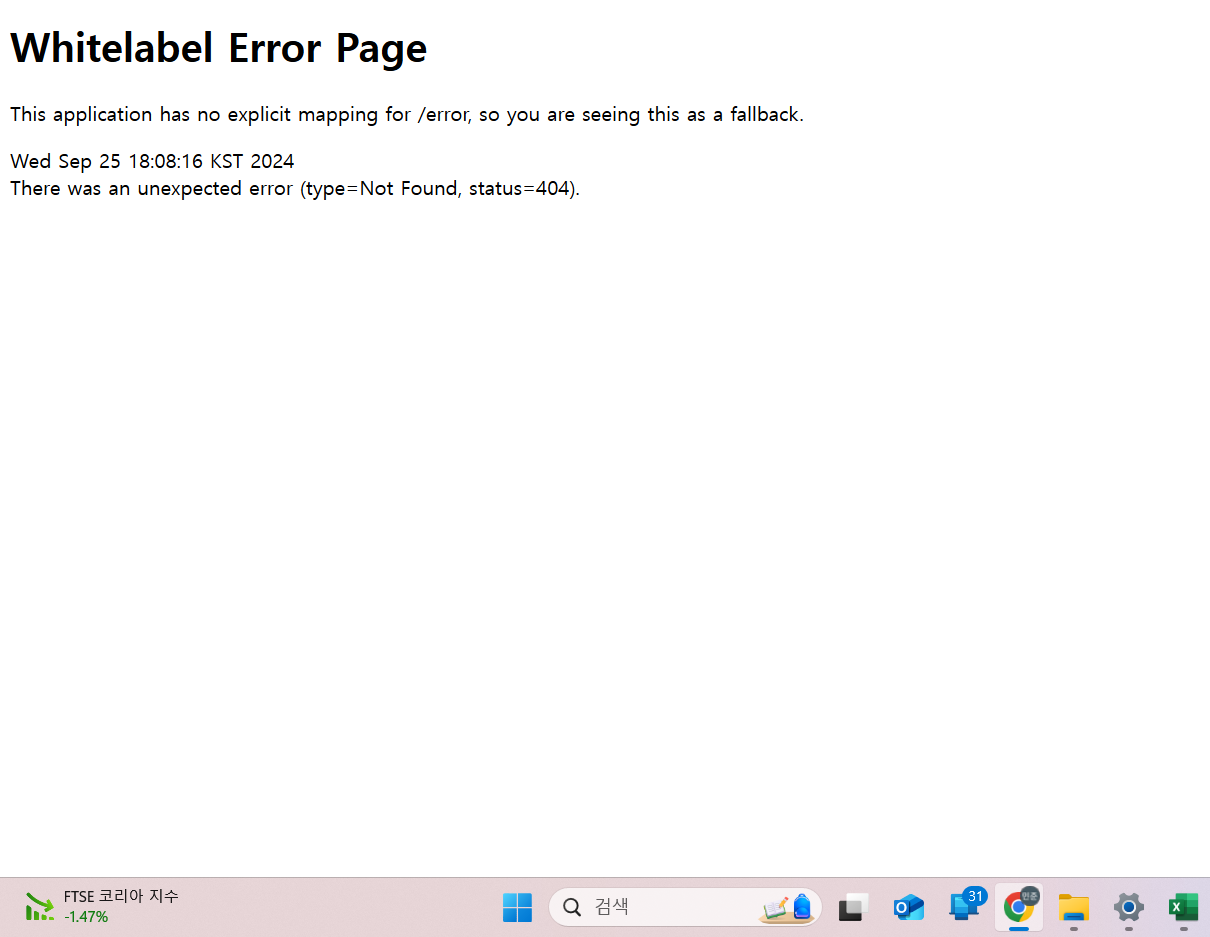 Whitelabel Error Page
This application has no explicit mapping for /error, so you are seeing this as a fallback.
Wed Sep 25 18:08:16 KST 2024
There was an unexpected error (type=Not Found, status=404).
FTSE 코리아 지수
-1.47%
검색
31
민준